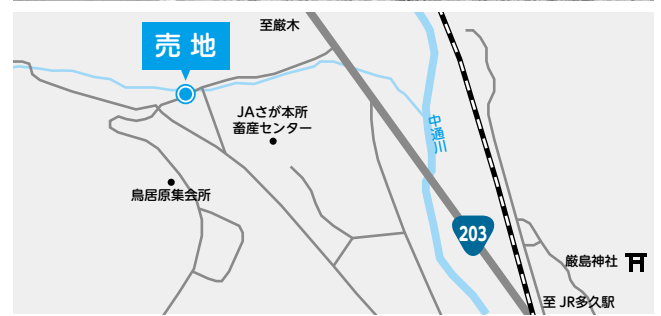 至厳木
売地
JAさが本所
畜産センター
中通川
鳥居原集会所
203
厳島神社
至 JR多久駅